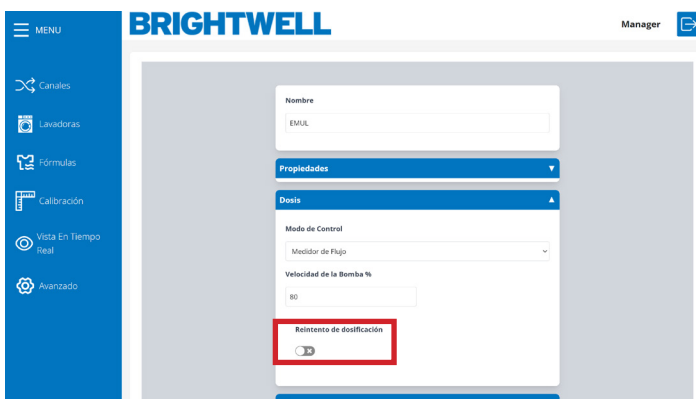 MENU
BRIGHTWELL
Manager
Canales
Lavadoras
Fórmulas
Calibración
Vista En Tiempo
Real
Avanzado
Nombre
EMUL
Propiedades
Dosis
Modo de Control
Medidor de Flujo
Velocidad de la Bomba %
80
Reintento de dosificación